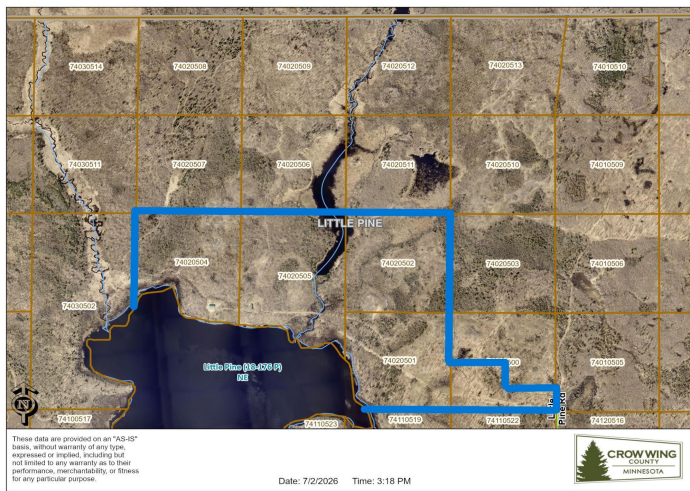 74030514
74020508
74020509
74020512
74020513
74010510
74030511
74020507
74020506
74020511
74020510
74010509
LITTLE PINE
74020504
74020505
74020502
74020503
74010506
74030502
Little Pine (18-176 P)
NE
74020501
500
74010505
Pine Rd
N
74100517
74110523
74110519
74110522
74120516
These data are provided on an "AS-IS"
basis, without warranty of any type,
expressed or implied, including but
not limited to any warranty as to their
performance, merchantability, or fitness
for any particular purpose.
Date: 7/2/2026 Time: 3:18 PM
CROW WING
COUNTY
MINNESOTA